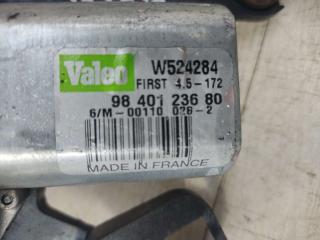 Valeo W524284
FIRST 4.5-172
98 401 236 80
6/M-00110 026-2
MADE IN FRANCE